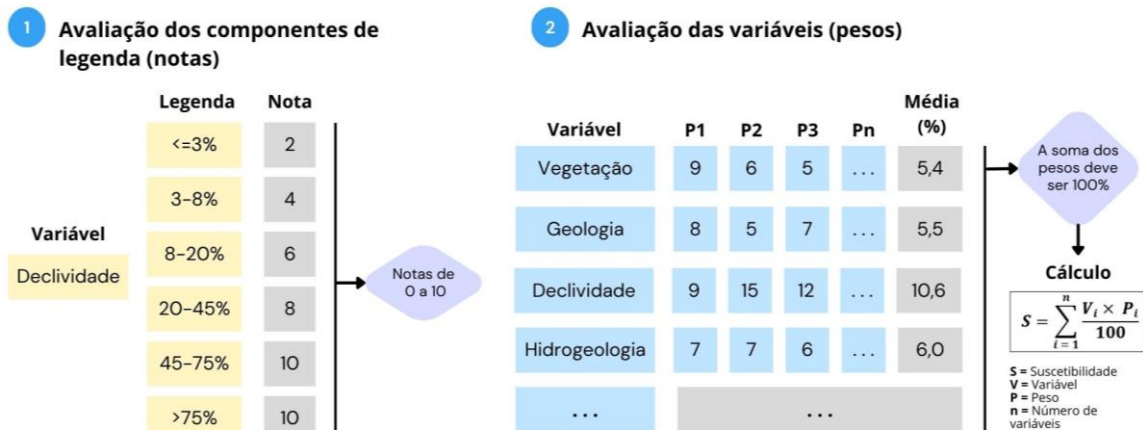 1
Avaliação dos componentes de
legenda (notas)
Legenda Nota
<=3% 2
3-8% 4
Variável
8-20% 6
Declividade
20-45% 8
45-75% 10
>75% 10
Notas de
0 a 10
2
Avaliação das variáveis (pesos)
Variável P1 P2 P3 Pn Média
(%)
Vegetação 9 6 5 ... 5,4
Geologia 8 5 7 ... 5,5
Declividade 9 15 12 ... 10,6
Hidrogeologia 7 7 6 ... 6,0
... ...
A soma dos
pesos deve
ser 100%
Cálculo
S = ∑ⁿᵢ₌₁ Vᵢ × Pᵢ / 100
S = Suscetibilidade
V = Variável
P = Peso
n = Número de
variáveis